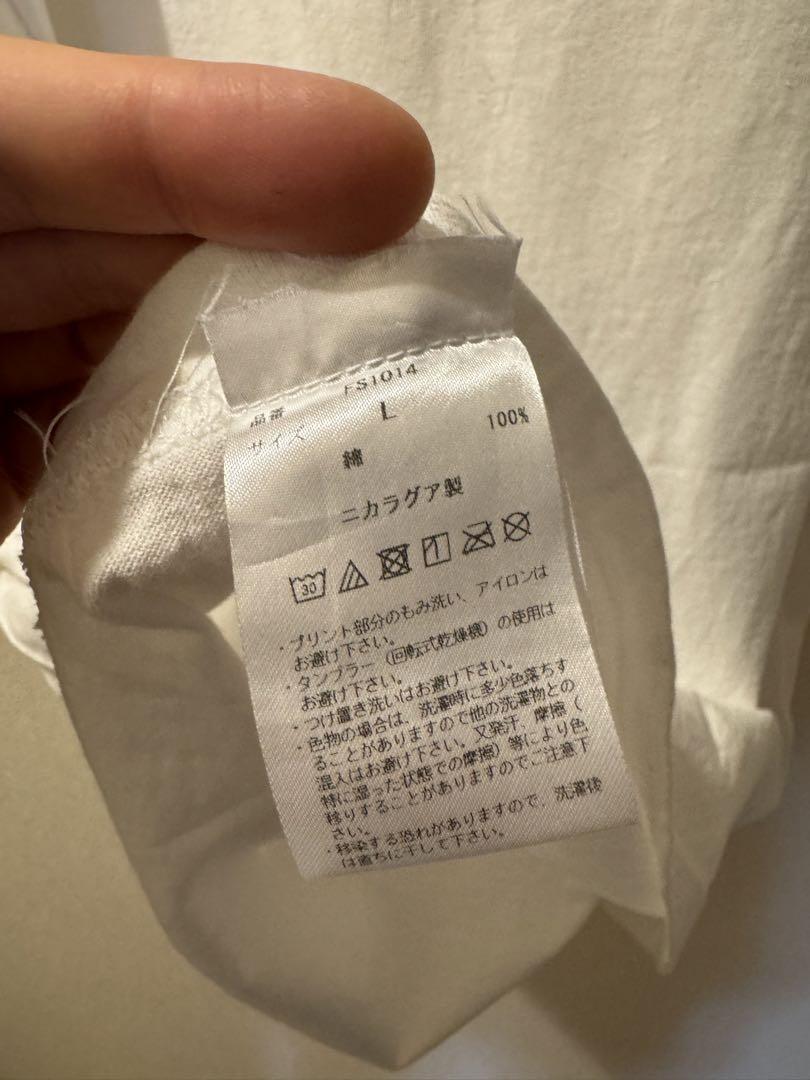 品番 FS1014
サイズ L
綿 100%
ニカラグア製
30
・プリント部分のもみ洗い、アイロンは
お避け下さい。
・タンブラー（回転式乾燥機）の使用は
お避け下さい。
・つけ置き洗いはお避け下さい。
・色物の場合は、洗濯時に多少色落ちす
ることがありますので他の洗濯物との
混入はお避け下さい。又発汗、摩擦（
特に湿った状態での摩擦）等により色
移りすることがありますのでご注意下
さい。
・移染する恐れがありますので、洗濯後
は直ちに干して下さい。